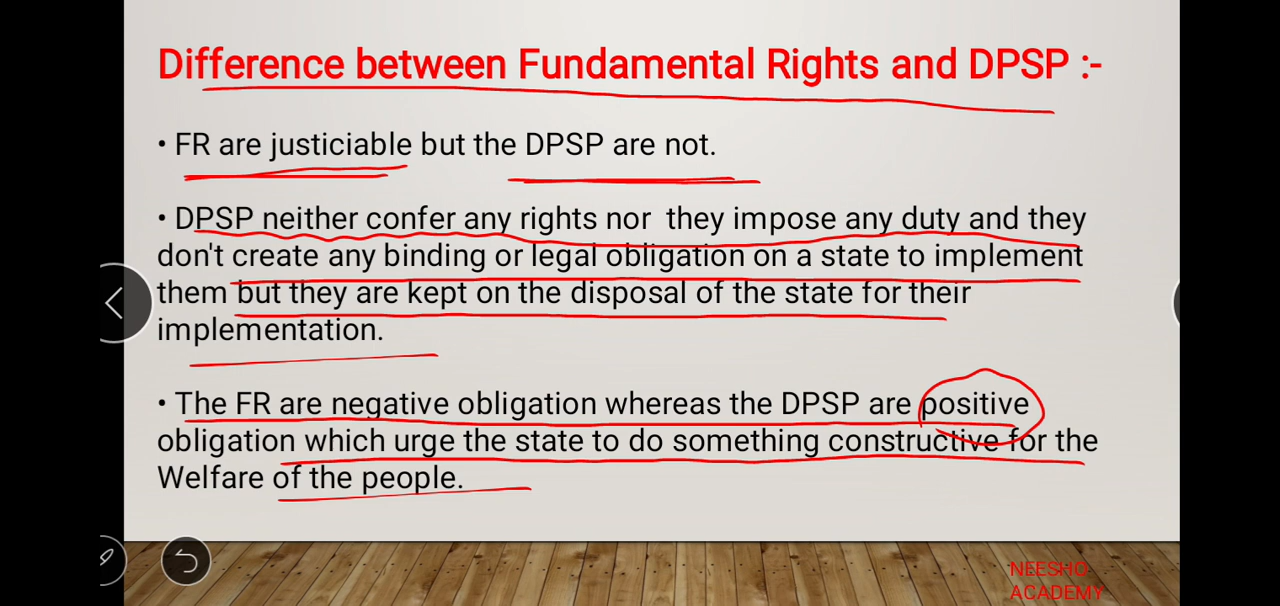 Difference between Fundamental Rights and DPSP :-
• FR are justiciable but the DPSP are not.
• DPSP neither confer any rights nor they impose any duty and they
don't create any binding or legal obligation on a state to implement
them but they are kept on the disposal of the state for their
implementation.
• The FR are negative obligation whereas the DPSP are positive
obligation which urge the state to do something constructive for the
Welfare of the people.
NEESHO
ACADEMY